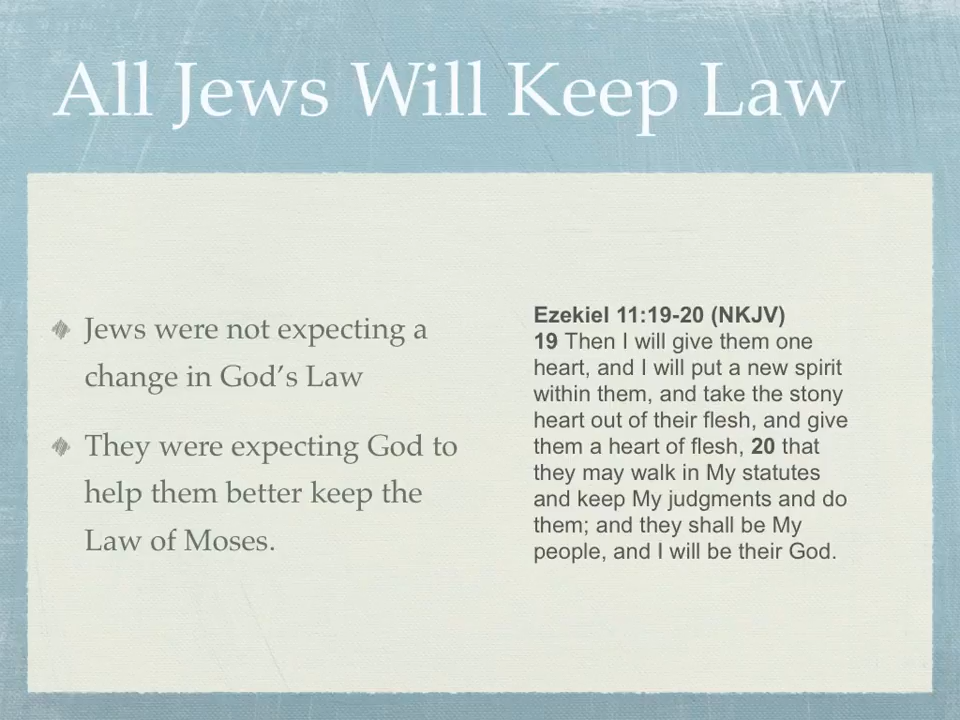 All Jews Will Keep Law
Jews were not expecting a
change in God’s Law
They were expecting God to
help them better keep the
Law of Moses.
Ezekiel 11:19-20 (NKJV)
19 Then I will give them one
heart, and I will put a new spirit
within them, and take the stony
heart out of their flesh, and give
them a heart of flesh, 20 that
they may walk in My statutes
and keep My judgments and do
them; and they shall be My
people, and I will be their God.